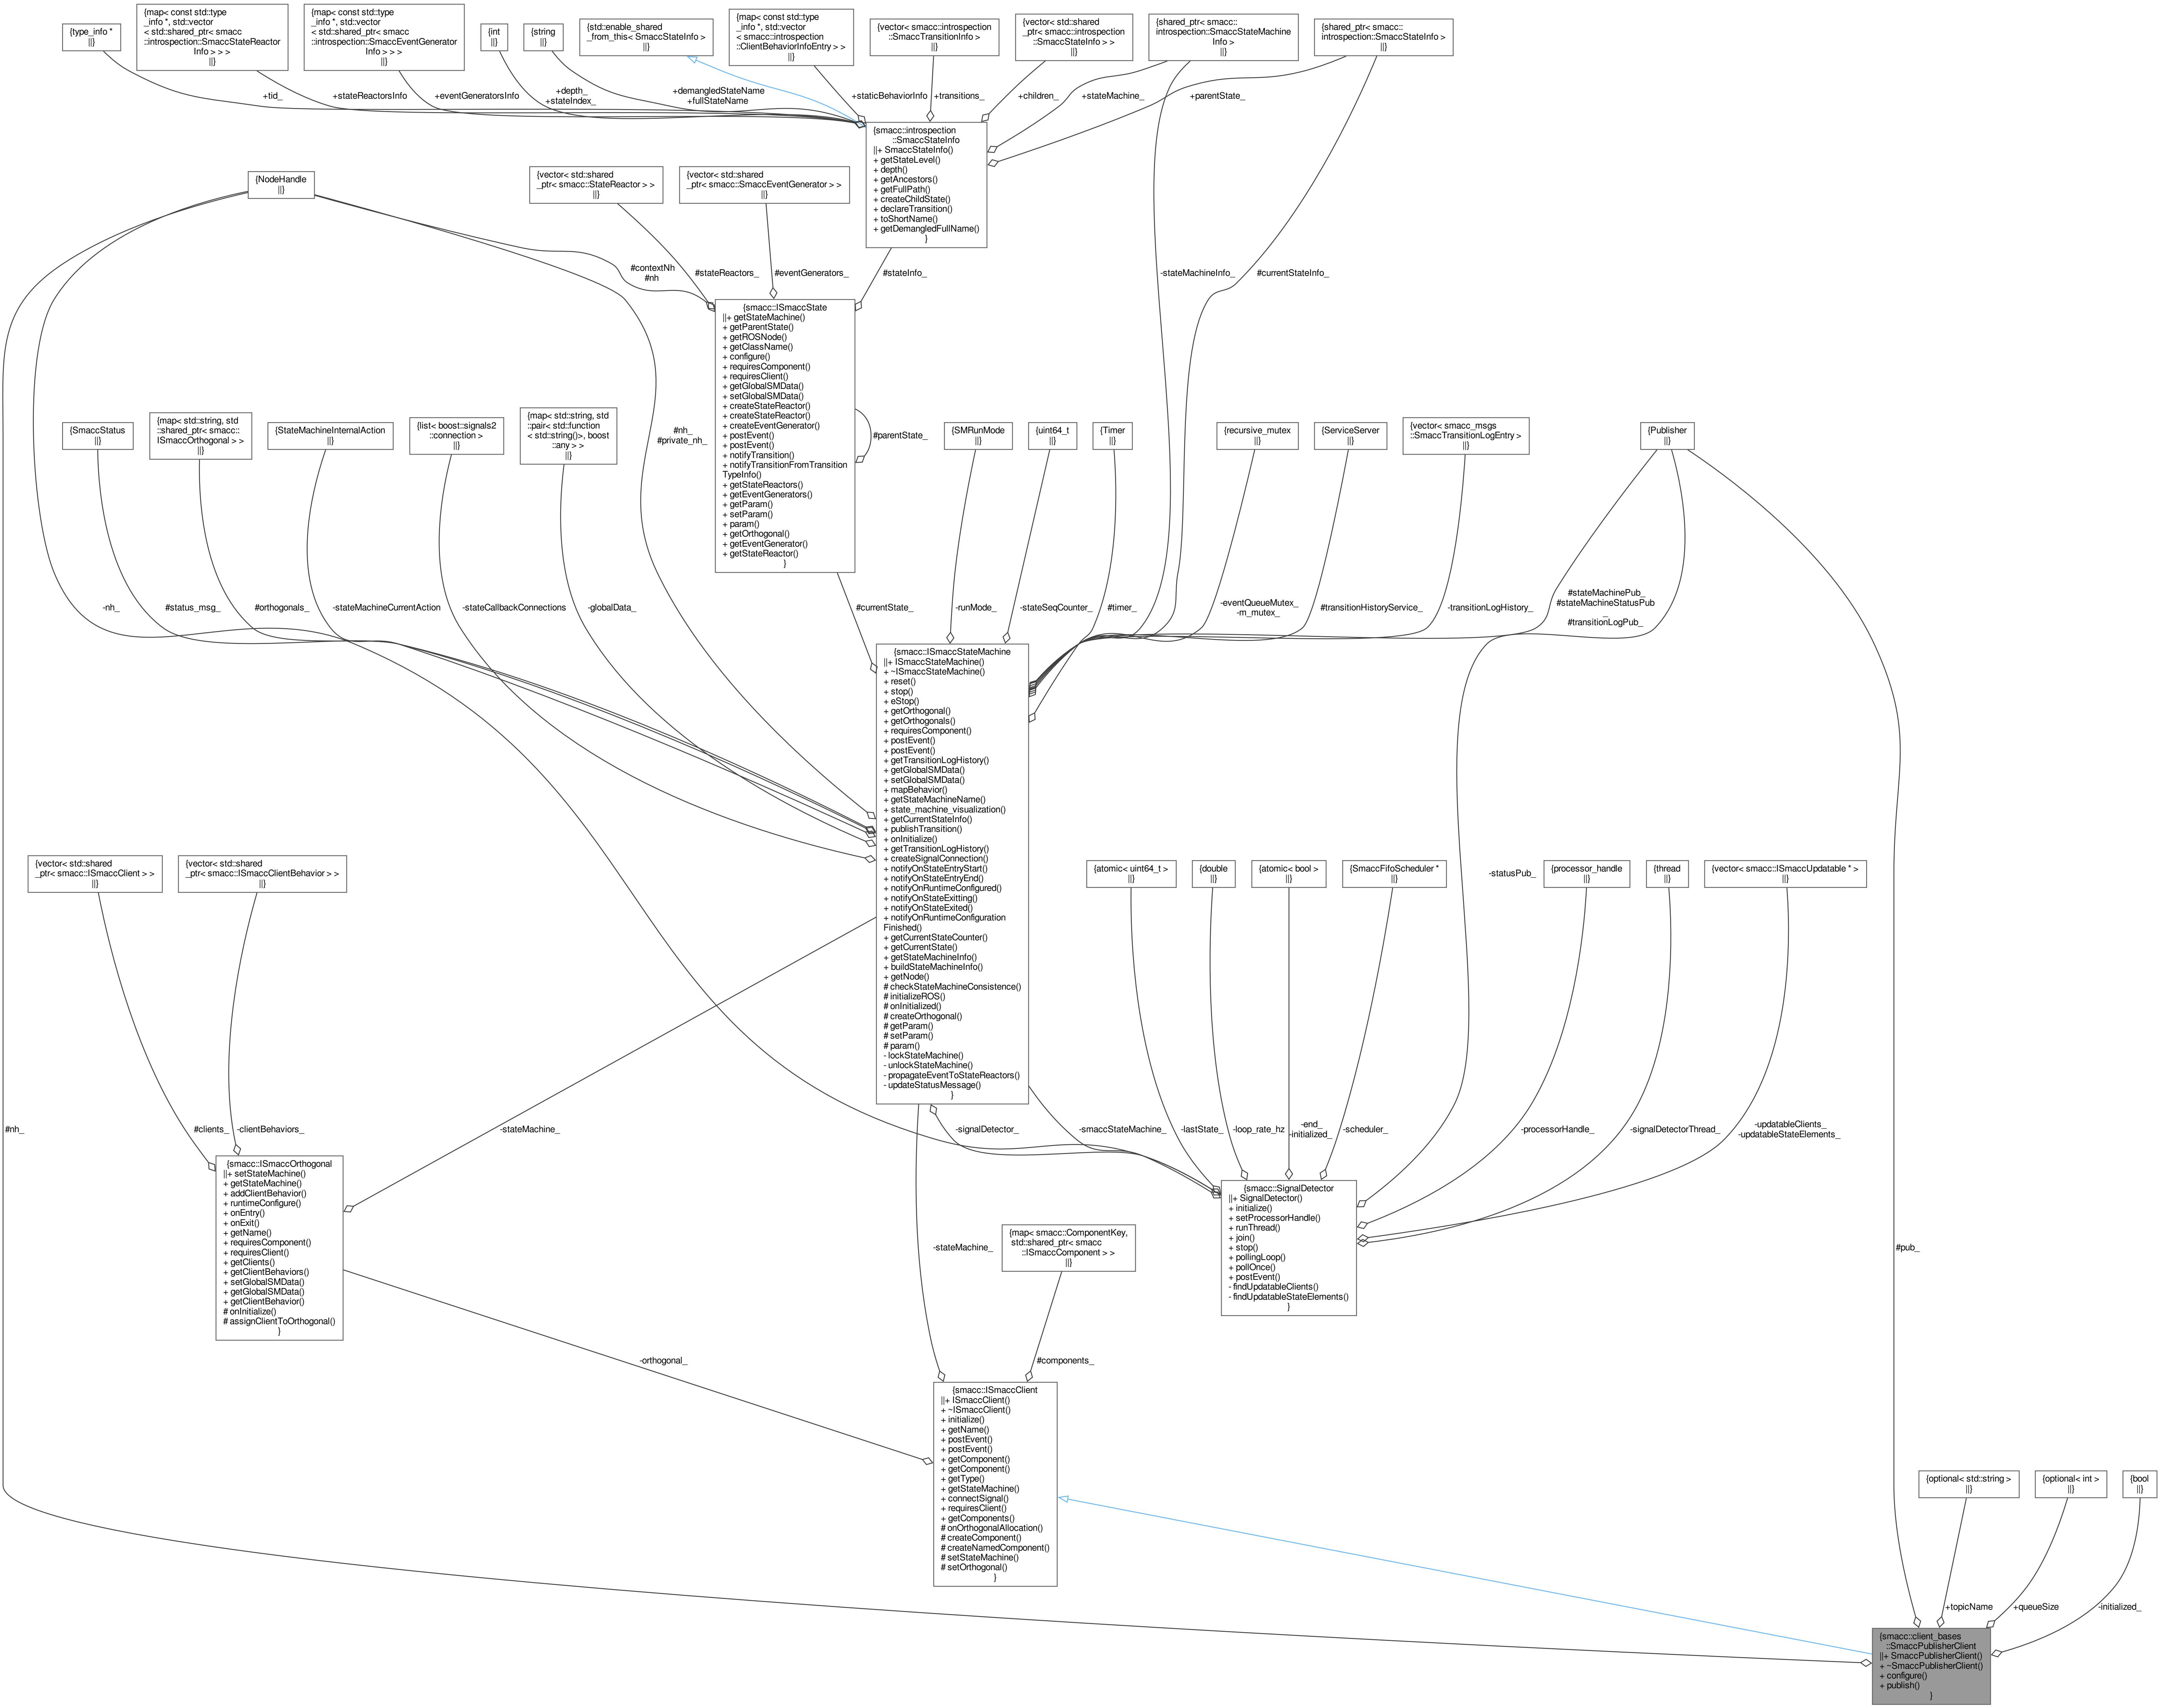 {type_info *
||}
{map< const std::type
_info *, std::vector
< std::shared_ptr< smacc
::introspection::SmaccStateReactor
Info > > >
||}
{map< const std::type
_info *, std::vector
< std::shared_ptr< smacc
::introspection::SmaccEventGenerator
Info > > >
||}
{int
||}
{string
||}
{std::enable_shared
_from_this< SmaccStateInfo >
||}
{map< const std::type
_info *, std::vector
< smacc::introspection
::ClientBehaviorInfoEntry > >
||}
{vector< smacc::introspection
::SmaccTransitionInfo >
||}
{vector< std::shared
_ptr< smacc::introspection
::SmaccStateInfo > >
||}
{shared_ptr< smacc::
introspection::SmaccStateMachine
Info >
||}
{shared_ptr< smacc::
introspection::SmaccStateInfo >
||}
+tid_
+stateReactorsInfo
+eventGeneratorsInfo
+depth_
+stateIndex_
+demangledStateName
+fullStateName
+staticBehaviorInfo
+transitions_
+children_
+stateMachine_
+parentState_
{smacc::introspection
::SmaccStateInfo
||+ SmaccStateInfo()
+ getStateLevel()
+ depth()
+ getAncestors()
+ getFullPath()
+ createChildState()
+ declareTransition()
+ toShortName()
+ getDemangledFullName()
}
{NodeHandle
||}
{vector< std::shared
_ptr< smacc::StateReactor > >
||}
{vector< std::shared
_ptr< smacc::SmaccEventGenerator > >
||}
#contextNh
#nh
#stateReactors_
#eventGenerators_
#stateInfo_
-stateMachineInfo_
#currentStateInfo_
{smacc::ISmaccState
||+ getStateMachine()
+ getParentState()
+ getROSNode()
+ getClassName()
+ configure()
+ requiresComponent()
+ requiresClient()
+ getGlobalSMData()
+ setGlobalSMData()
+ createStateReactor()
+ createStateReactor()
+ createEventGenerator()
+ postEvent()
+ postEvent()
+ notifyTransition()
+ notifyTransitionFromTransition
TypeInfo()
+ getStateReactors()
+ getEventGenerators()
+ getParam()
+ setParam()
+ param()
+ getOrthogonal()
+ getEventGenerator()
+ getStateReactor()
}
#parentState_
#nh_
#private_nh_
{SmaccStatus
||}
{map< std::string, std
::shared_ptr< smacc::
ISmaccOrthogonal > >
||}
{StateMachineInternalAction
||}
{list< boost::signals2
::connection >
||}
{map< std::string, std
::pair< std::function
< std::string()>, boost
::any > >
||}
{SMRunMode
||}
{uint64_t
||}
{Timer
||}
{recursive_mutex
||}
{ServiceServer
||}
{vector< smacc_msgs
::SmaccTransitionLogEntry >
||}
{Publisher
||}
-nh_
#status_msg_
#orthogonals_
-stateMachineCurrentAction
-stateCallbackConnections
-globalData_
#currentState_
-runMode_
-stateSeqCounter_
#timer_
-eventQueueMutex_
-m_mutex_
#transitionHistoryService_
-transitionLogHistory_
#stateMachinePub_
#stateMachineStatusPub
_
#transitionLogPub_
{smacc::ISmaccStateMachine
||+ ISmaccStateMachine()
+ ~ISmaccStateMachine()
+ reset()
+ stop()
+ eStop()
+ getOrthogonal()
+ getOrthogonals()
+ requiresComponent()
+ postEvent()
+ postEvent()
+ getTransitionLogHistory()
+ getGlobalSMData()
+ setGlobalSMData()
+ mapBehavior()
+ getStateMachineName()
+ state_machine_visualization()
+ getCurrentStateInfo()
+ publishTransition()
+ onInitialize()
+ getTransitionLogHistory()
+ createSignalConnection()
+ notifyOnStateEntryStart()
+ notifyOnStateEntryEnd()
+ notifyOnRuntimeConfigured()
+ notifyOnStateExitting()
+ notifyOnStateExited()
+ notifyOnRuntimeConfiguration
Finished()
+ getCurrentStateCounter()
+ getCurrentState()
+ getStateMachineInfo()
+ buildStateMachineInfo()
+ getNode()
# checkStateMachineConsistence()
# initializeROS()
# onInitialized()
# createOrthogonal()
# getParam()
# setParam()
# param()
- lockStateMachine()
- unlockStateMachine()
- propagateEventToStateReactors()
- updateStatusMessage()
}
{vector< std::shared
_ptr< smacc::ISmaccClient > >
||}
{vector< std::shared
_ptr< smacc::ISmaccClientBehavior > >
||}
{atomic< uint64_t >
||}
{double
||}
{atomic< bool >
||}
{SmaccFifoScheduler *
||}
-statusPub_
{processor_handle
||}
{thread
||}
{vector< smacc::ISmaccUpdatable * >
||}
#nh_
#clients_
-clientBehaviors_
-stateMachine_
-signalDetector_
-smaccStateMachine_
-lastState_
-loop_rate_hz
-end_
-initialized_
-scheduler_
-processorHandle_
-signalDetectorThread_
-updatableClients_
-updatableStateElements_
{smacc::ISmaccOrthogonal
||+ setStateMachine()
+ getStateMachine()
+ addClientBehavior()
+ runtimeConfigure()
+ onEntry()
+ onExit()
+ getName()
+ requiresComponent()
+ requiresClient()
+ getClients()
+ getClientBehaviors()
+ setGlobalSMData()
+ getGlobalSMData()
+ getClientBehavior()
# onInitialize()
# assignClientToOrthogonal()
}
{smacc::SignalDetector
||+ SignalDetector()
+ initialize()
+ setProcessorHandle()
+ runThread()
+ join()
+ stop()
+ pollingLoop()
+ pollOnce()
+ postEvent()
- findUpdatableClients()
- findUpdatableStateElements()
}
-stateMachine_
{map< smacc::ComponentKey,
std::shared_ptr< smacc
::ISmaccComponent > >
||}
#pub_
-orthogonal_
#components_
{smacc::ISmaccClient
||+ ISmaccClient()
+ ~ISmaccClient()
+ initialize()
+ getName()
+ postEvent()
+ postEvent()
+ getComponent()
+ getComponent()
+ getType()
+ getStateMachine()
+ connectSignal()
+ requiresClient()
+ getComponents()
# onOrthogonalAllocation()
# createComponent()
# createNamedComponent()
# setStateMachine()
# setOrthogonal()
}
{optional< std::string >
||}
{optional< int >
||}
{bool
||}
+topicName
+queueSize
-initialized_
{smacc::client_bases
::SmaccPublisherClient
||+ SmaccPublisherClient()
+ ~SmaccPublisherClient()
+ configure()
+ publish()
}